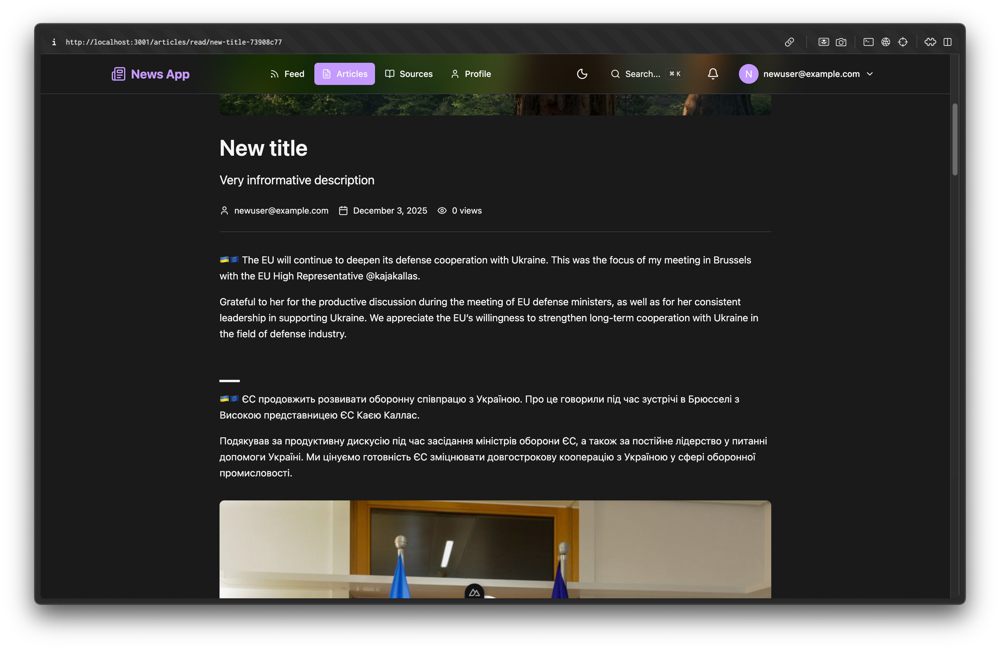 http://localhost:3001/articles/read/new-title-73908c77
News App
Feed
Articles
Sources
Profile
Search...
⌘ K
N
newuser@example.com
New title
Very infrormative description
newuser@example.com
December 3, 2025
0 views
🇺🇦🇪🇺 The EU will continue to deepen its defense cooperation with Ukraine. This was the focus of my meeting in Brussels
with the EU High Representative @kajakallas.
Grateful to her for the productive discussion during the meeting of EU defense ministers, as well as for her consistent
leadership in supporting Ukraine. We appreciate the EU’s willingness to strengthen long-term cooperation with Ukraine in
the field of defense industry.
___
🇺🇦🇪🇺 ЄС продовжить розвивати оборонну співпрацю з Україною. Про це говорили під час зустрічі в Брюсселі з
Високою представницею ЄС Каєю Каллас.
Подякував за продуктивну дискусію під час засідання міністрів оборони ЄС, а також за постійне лідерство у питанні
допомоги Україні. Ми цінуємо готовність ЄС зміцнювати довгострокову кооперацію з Україною у сфері оборонної
промисловості.